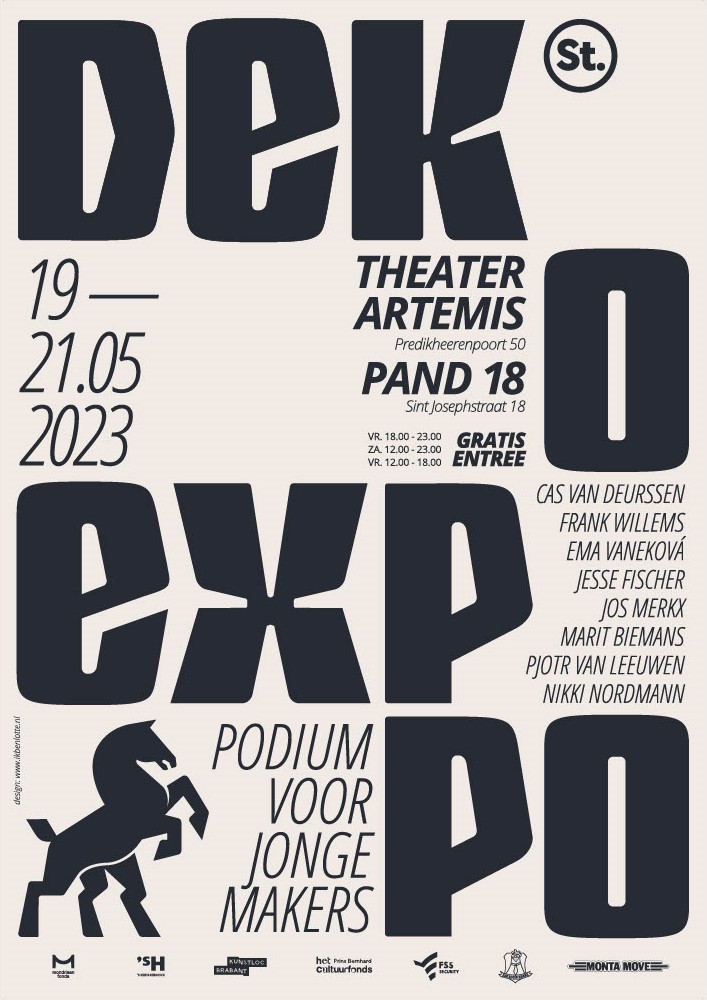 DeK
St.
O
19 —
21.05
2023
THEATER
ARTEMIS
Predikheerenpoort 50
PAND 18
Sint Josephstraat 18
VR. 18.00 - 23.00
ZA. 12.00 - 23.00
VR. 12.00 - 18.00
GRATIS
ENTREE
exp
CAS VAN DEURSSEN
FRANK WILLEMS
EMA VANEKOVÁ
JESSE FISCHER
JOS MERKX
MARIT BIEMANS
PJOTR VAN LEEUWEN
NIKKI NORDMANN
PO
design: www.ikbenlotte.nl
PODIUM
VOOR
JONGE
MAKERS
mondriaan
fonds
'SH
KUNSTLOC
BRABANT
het Prins Bernhard
cultuurfonds
FSS
SECURITY
MONTA MOVE